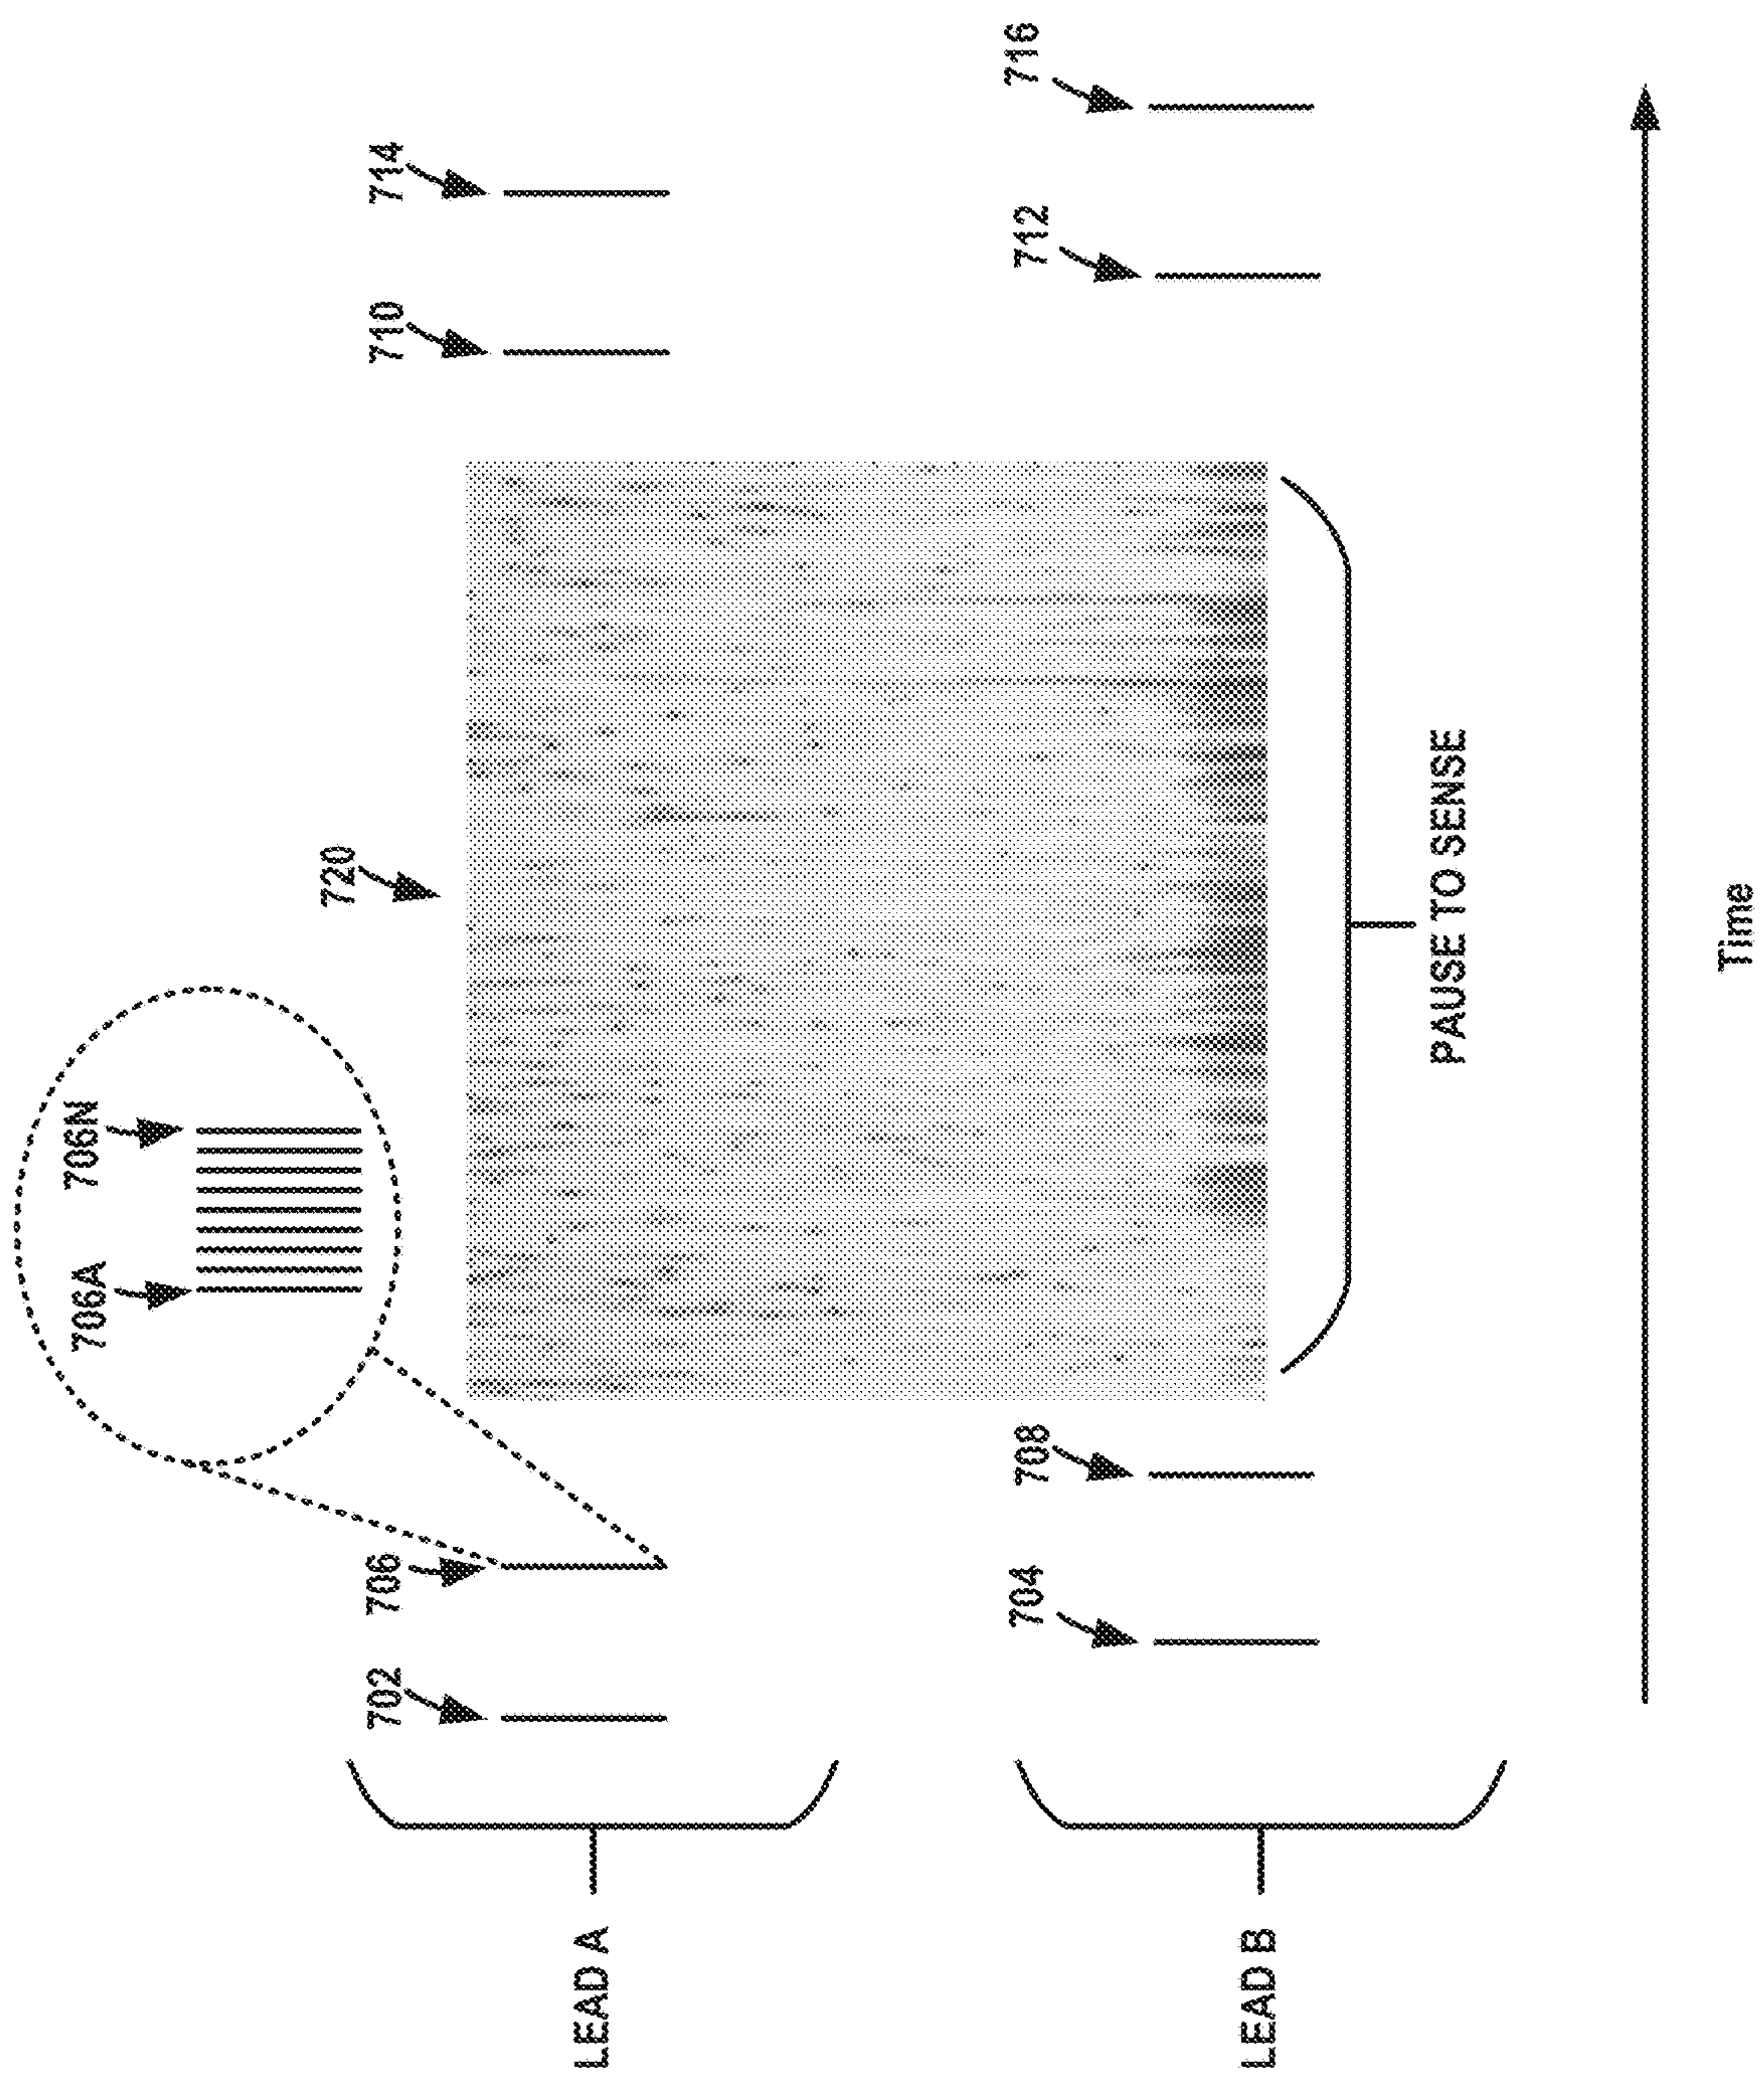 706A
706N
702
706
720
710
714
LEAD A
704
708
712
716
LEAD B
PAUSE TO SENSE
Time